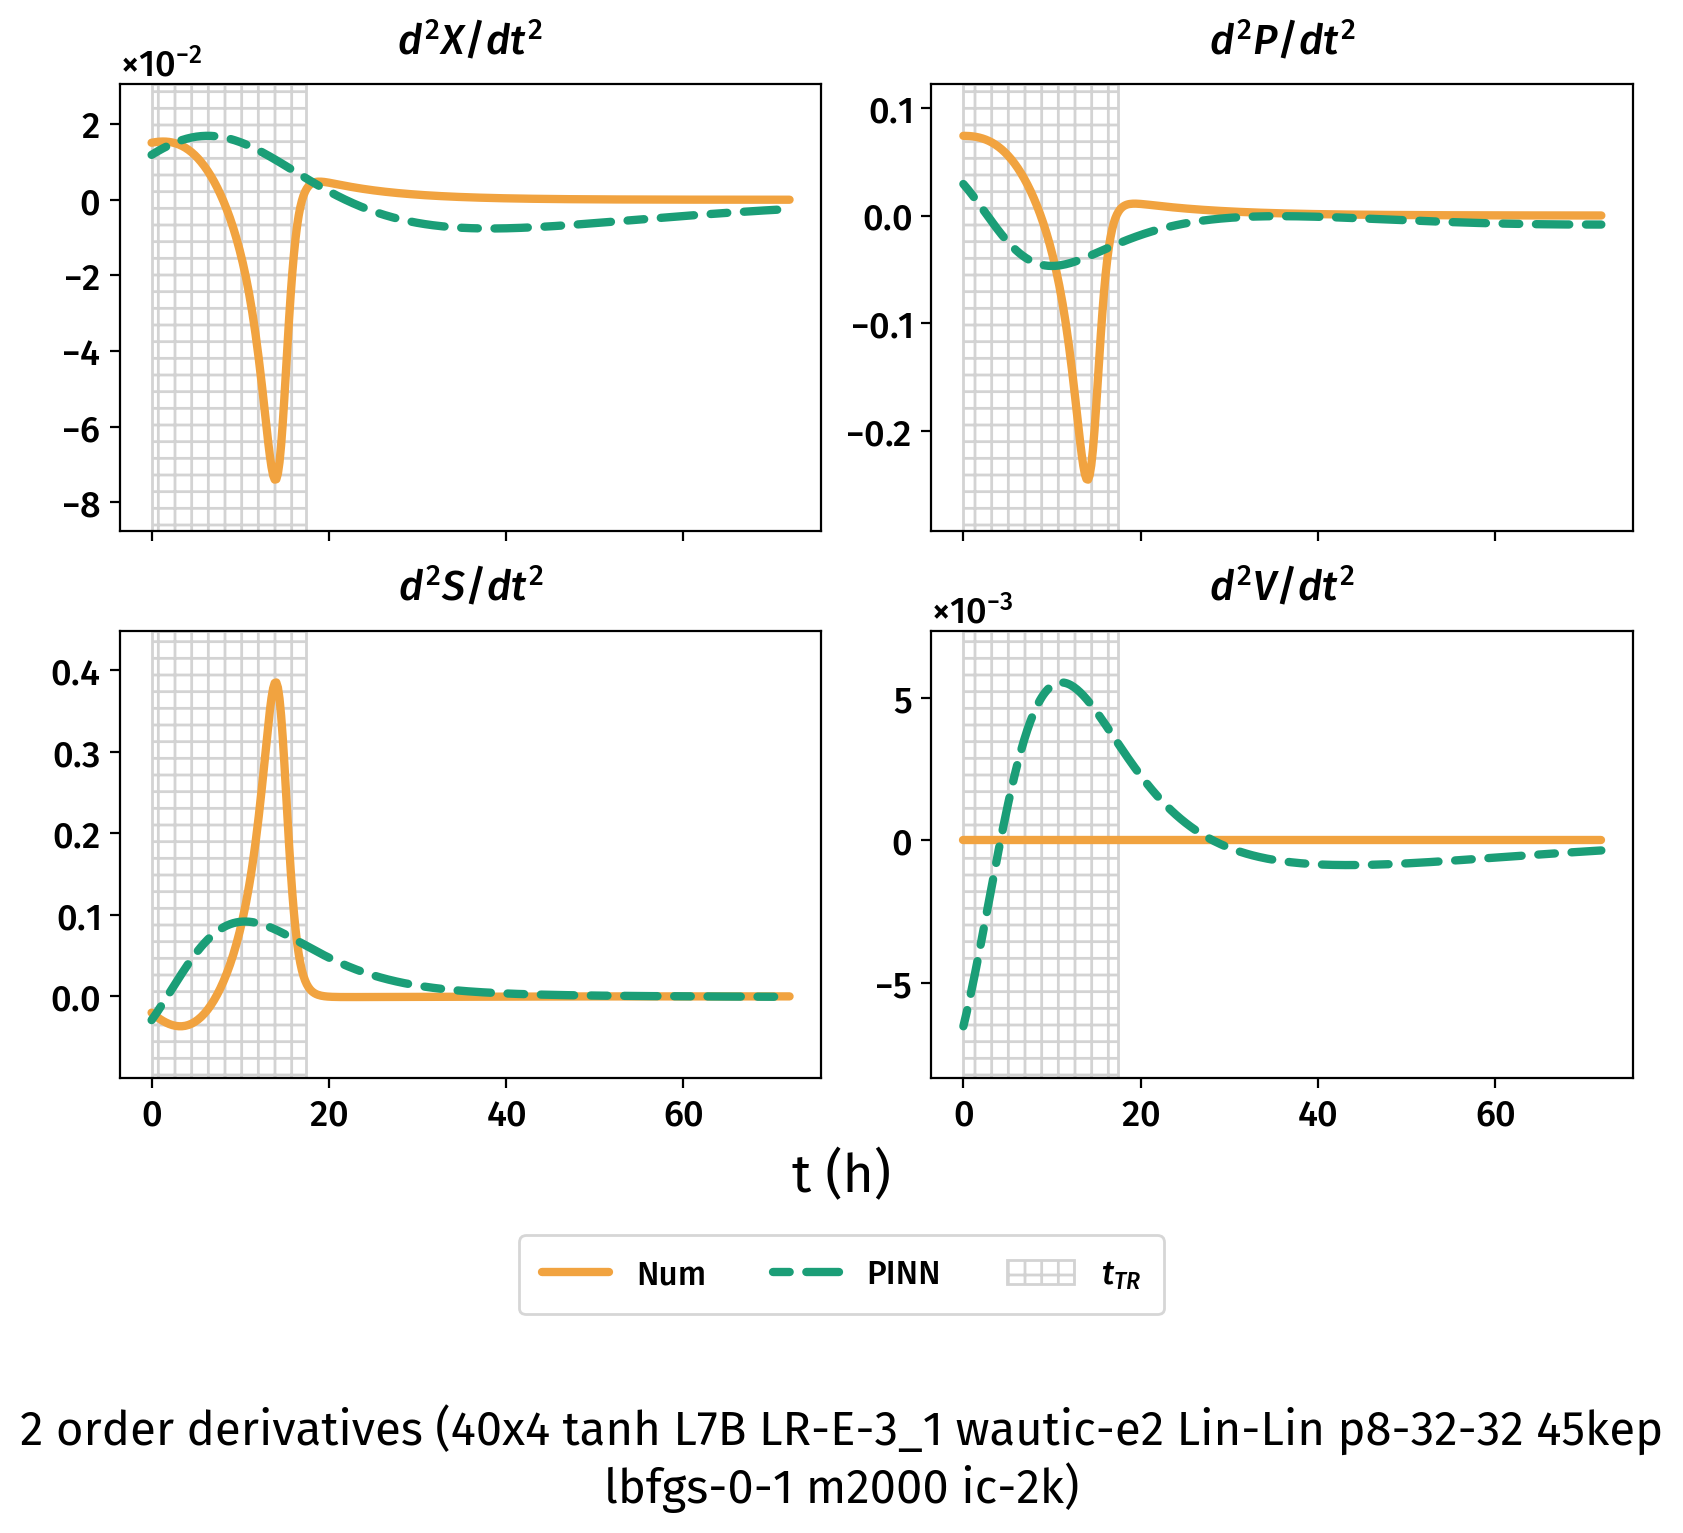 d²X/dt²
×10⁻²
2
0
−2
−4
−6
−8
d²P/dt²
0.1
0.0
−0.1
−0.2
d²S/dt²
0.4
0.3
0.2
0.1
0.0
0 20 40 60
d²V/dt²
×10⁻³
5
0
−5
0 20 40 60
t (h)
Num PINN t_TR
2 order derivatives (40x4 tanh L7B LR-E-3_1 wautic-e2 Lin-Lin p8-32-32 45kep
lbfgs-0-1 m2000 ic-2k)